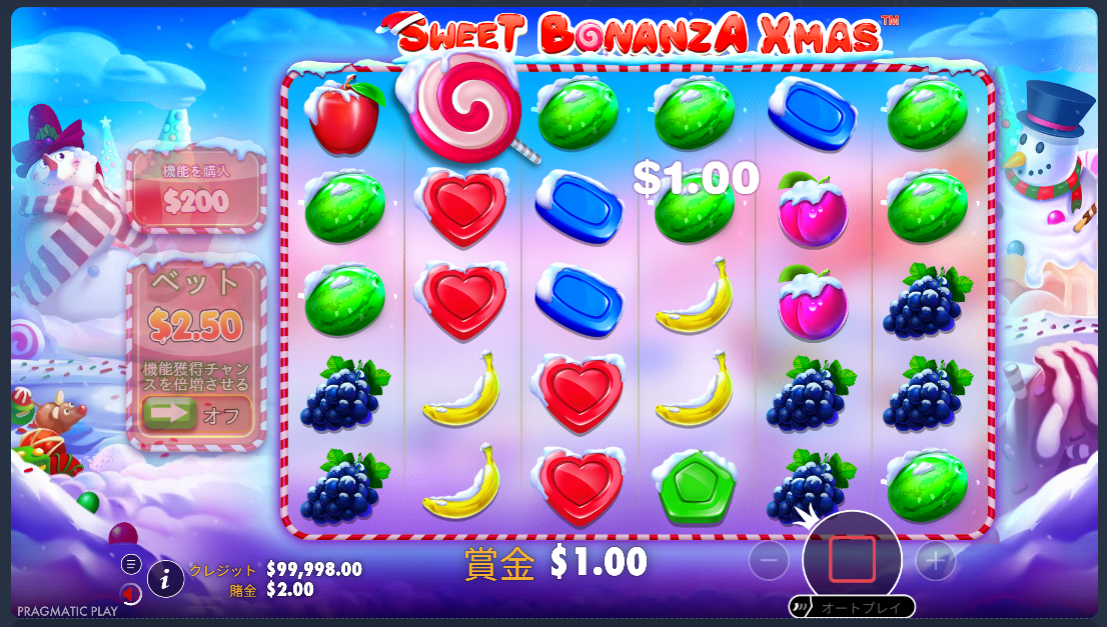 SWEET BONANZA XMAS™
機能を購入
$200
$1.00
ベット
$2.50
機能獲得チャン
スを倍増させる
オフ
クレジット $99,998.00
賭金 $2.00
賞金 $1.00
オートプレイ
PRAGMATIC PLAY